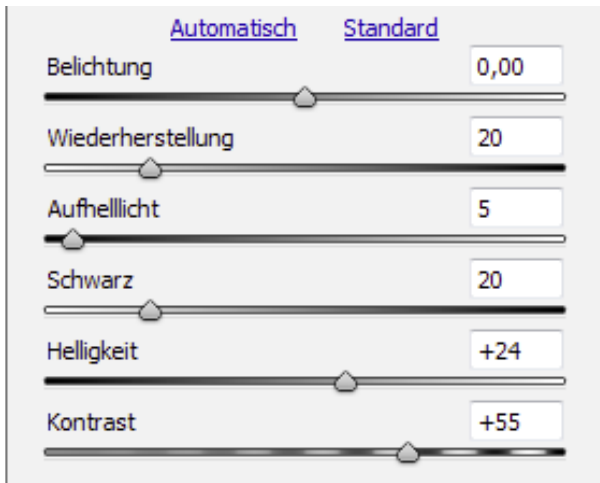 Automatisch Standard
Belichtung 0,00
Wiederherstellung 20
Aufhelllicht 5
Schwarz 20
Helligkeit +24
Kontrast +55